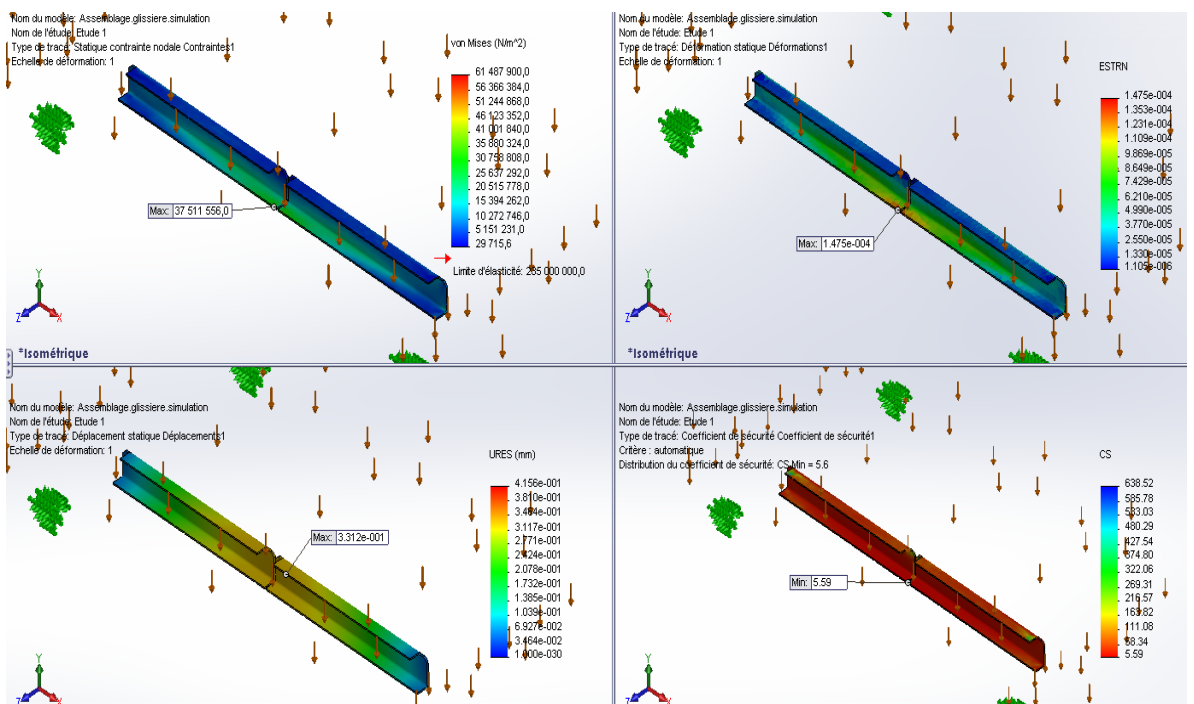 Nom du modèle: Assemblage.glissiere.simulation
Nom de l'étude: Etude 1
Type de tracé: Statique contrainte nodale Contraintes1
Echelle de déformation: 1
von Mises (N/m^2)
61 487 900,0
56 366 384,0
51 244 868,0
46 123 352,0
41 001 840,0
35 880 324,0
30 758 808,0
25 637 292,0
20 515 778,0
15 394 262,0
10 272 746,0
5 151 231,0
29 715,6
Limite d'élasticité: 235 000 000,0
Max: 37 511 556,0
Y
Z
X
*Isométrique
Nom du modèle: Assemblage.glissiere.simulation
Nom de l'étude: Etude 1
Type de tracé: Déformation statique Déformations1
Echelle de déformation: 1
ESTRN
1.475e-004
1.353e-004
1.231e-004
1.109e-004
9.869e-005
8.649e-005
7.429e-005
6.210e-005
4.990e-005
3.770e-005
2.550e-005
1.330e-005
1.105e-006
Max: 1.475e-004
Y
Z
X
*Isométrique
Nom du modèle: Assemblage.glissiere.simulation
Nom de l'étude: Etude 1
Type de tracé: Déplacement statique Déplacements1
Echelle de déformation: 1
URES (mm)
4.156e-001
3.810e-001
3.464e-001
3.117e-001
2.771e-001
2.424e-001
2.078e-001
1.732e-001
1.385e-001
1.039e-001
6.927e-002
3.464e-002
1.000e-030
Max: 3.312e-001
Y
Z
X
Nom du modèle: Assemblage.glissiere.simulation
Nom de l'étude: Etude 1
Type de tracé: Coefficient de sécurité Coefficient de sécurité1
Critère : automatique
Distribution du coefficient de sécurité: CS Min = 5.6
CS
638.52
585.78
533.03
480.29
427.54
374.80
322.06
269.31
216.57
163.82
111.08
58.34
5.59
Min: 5.59
Y
Z
X